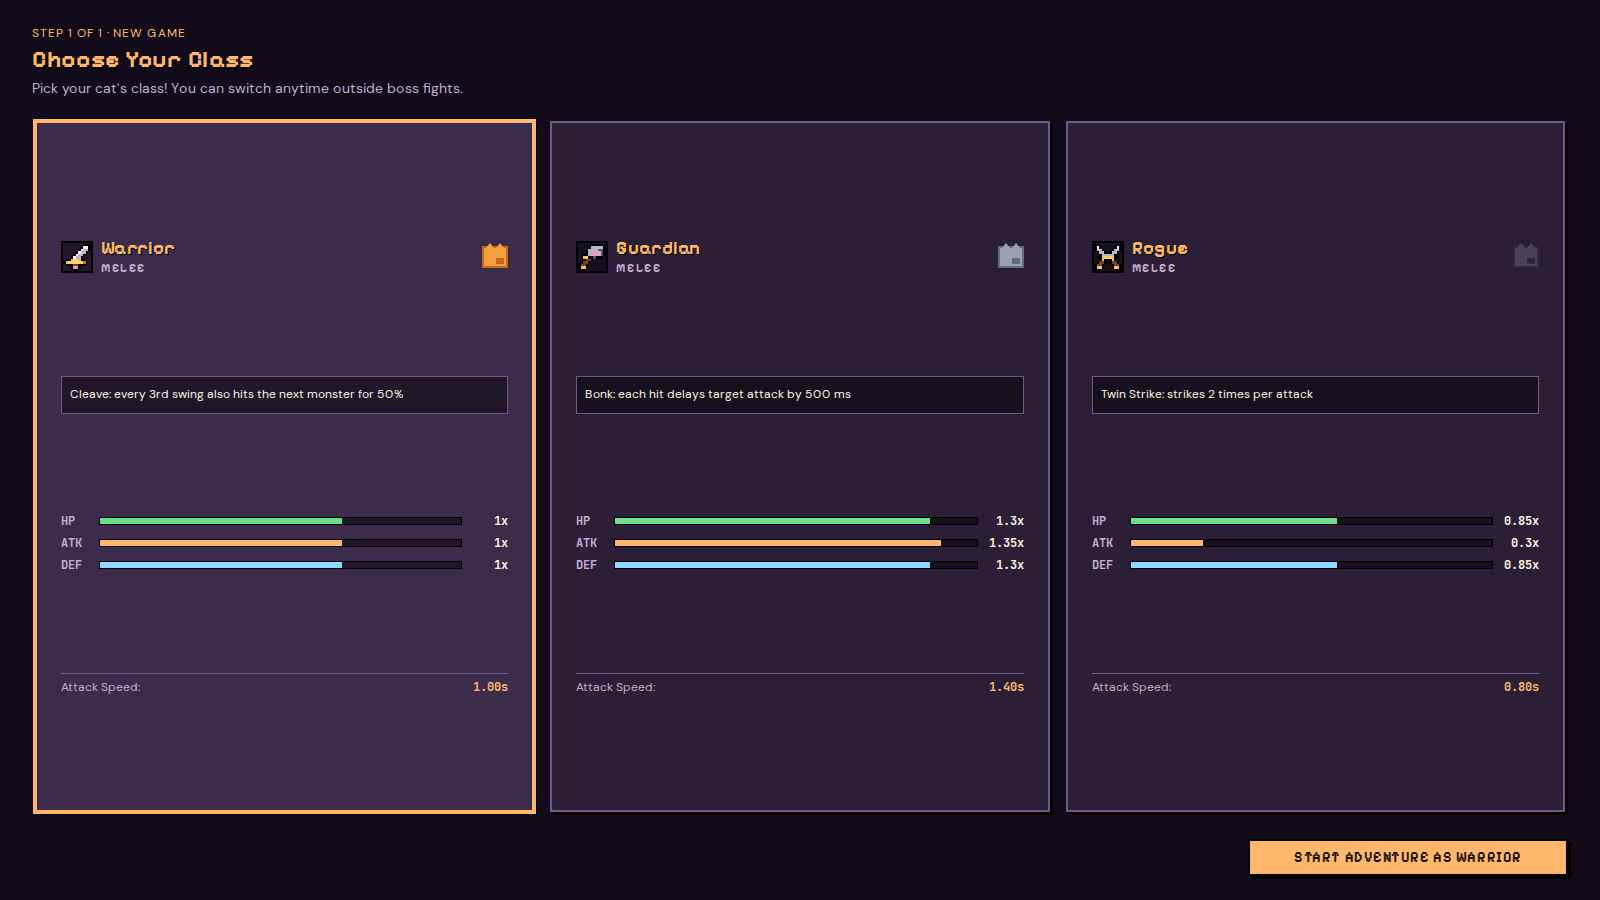 STEP 1 OF 1 · NEW GAME
Choose Your Class
Pick your cat's class! You can switch anytime outside boss fights.
Warrior
MELEE
Cleave: every 3rd swing also hits the next monster for 50%
HP 1x
ATK 1x
DEF 1x
Attack Speed: 1.00s
Guardian
MELEE
Bonk: each hit delays target attack by 500 ms
HP 1.3x
ATK 1.35x
DEF 1.3x
Attack Speed: 1.40s
Rogue
MELEE
Twin Strike: strikes 2 times per attack
HP 0.85x
ATK 0.3x
DEF 0.85x
Attack Speed: 0.80s
START ADVENTURE AS WARRIOR